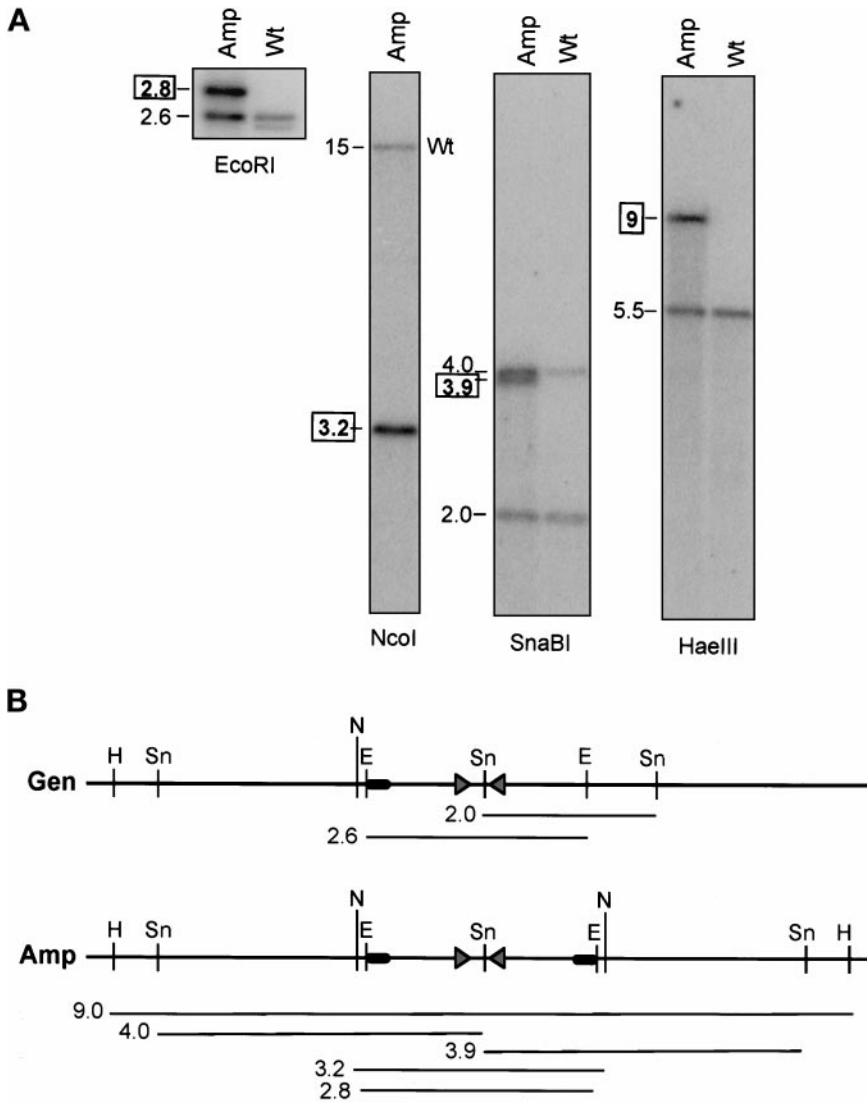 A
Amp
Wt
2.8
2.6
EcoRI
Amp
15
Wt
3.2
NcoI
Amp
Wt
4.0
3.9
2.0
SnaBI
Amp
Wt
9
5.5
HaeIII
B
N
H Sn E Sn E Sn
Gen
2.0
2.6
N N
H Sn E Sn E Sn H
Amp
9.0
4.0
3.9
3.2
2.8